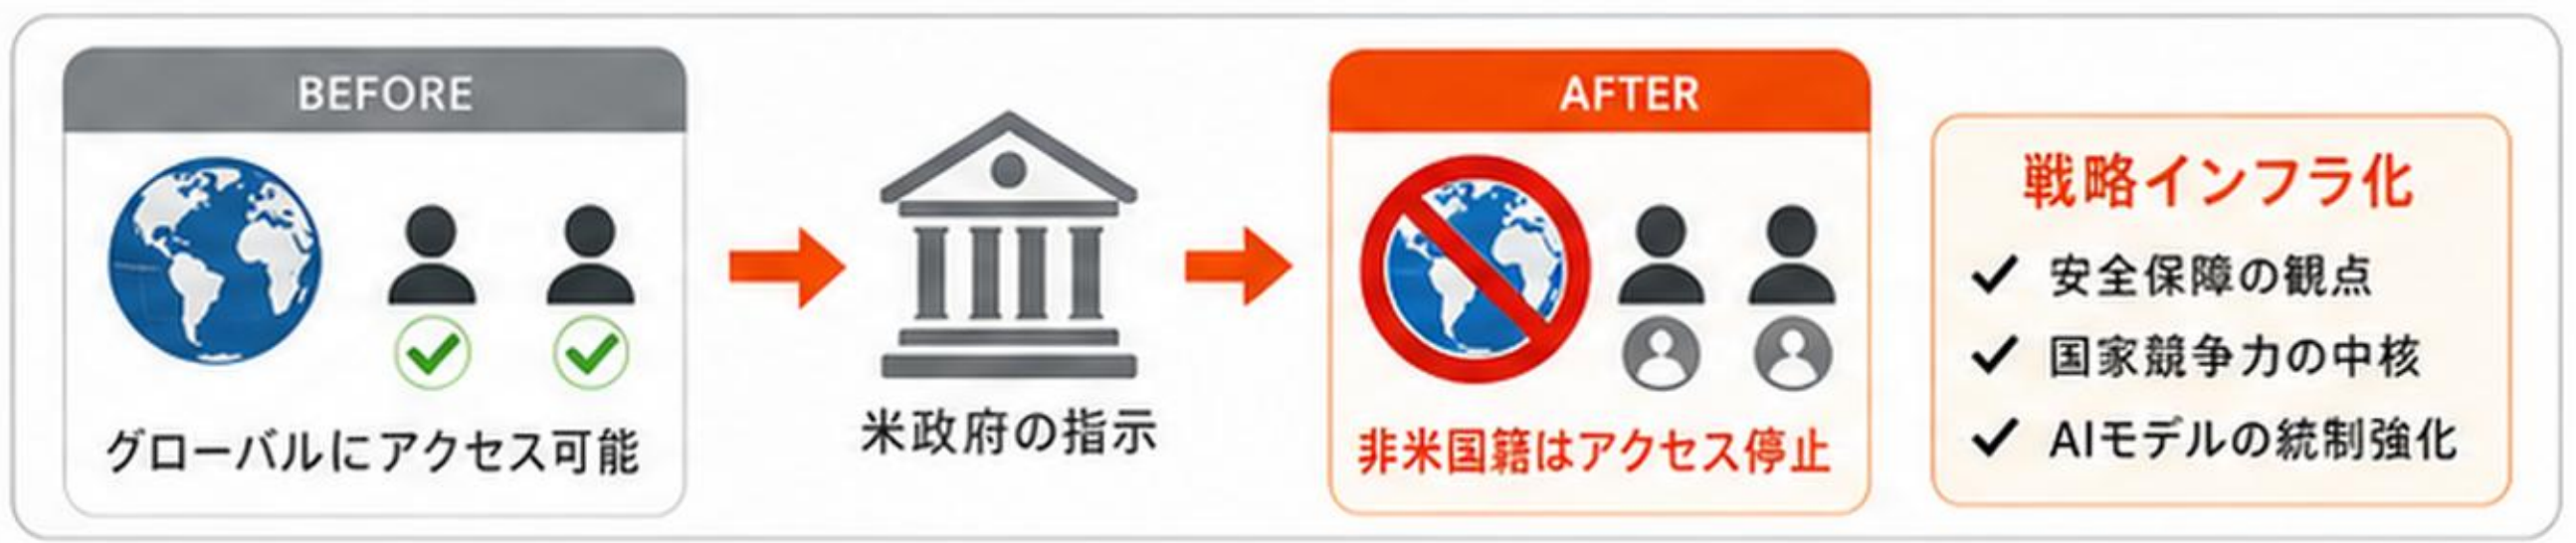 BEFORE
グローバルにアクセス可能
米政府の指示
AFTER
非米国籍はアクセス停止
戦略インフラ化
安全保障の観点
国家競争力の中核
AIモデルの統制強化